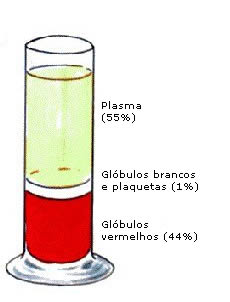 Plasma
(55%)
Glóbulos brancos
e plaquetas (1%)
Glóbulos
vermelhos (44%)